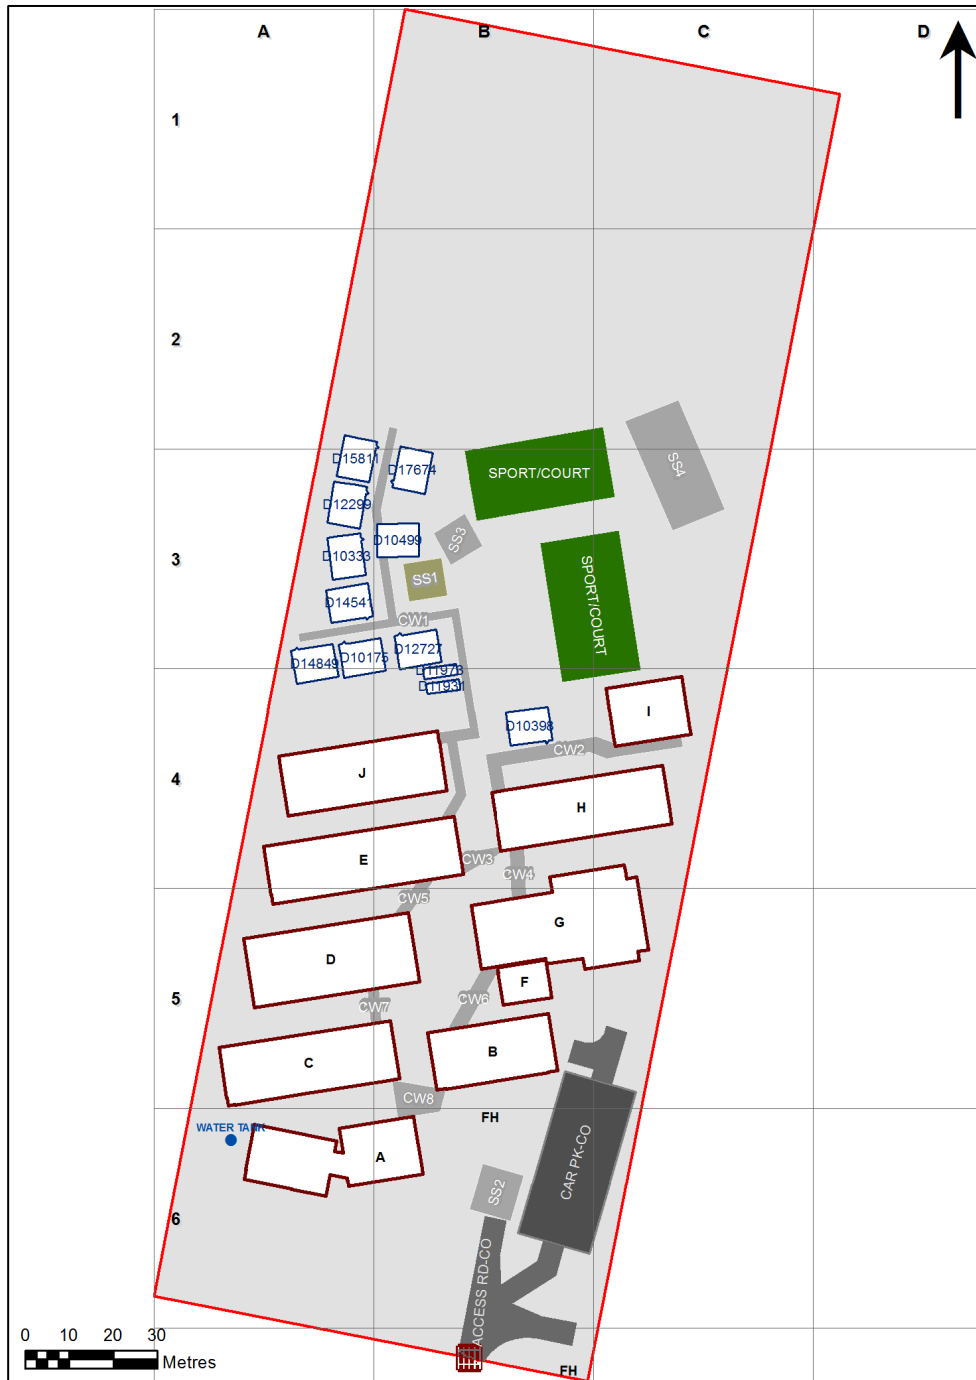 A B C D
1
2
D15811
D17674
SPORT/COURT
SS4
D12299
D10499
SS3
3
D10333
SS1
SPORT/COURT
D14541
CW1
D12727
D14849
D10175
D11973
D11931
I
D10398
CW2
J
4
H
E
CW3
CW4
CW5
G
D
F
5
CW6
CW7
B
C
CW8
FH
WATER TANK
CAR PK-CO
A
SS2
6
ACCESS RD-CO
0 10 20 30
Metres
FH